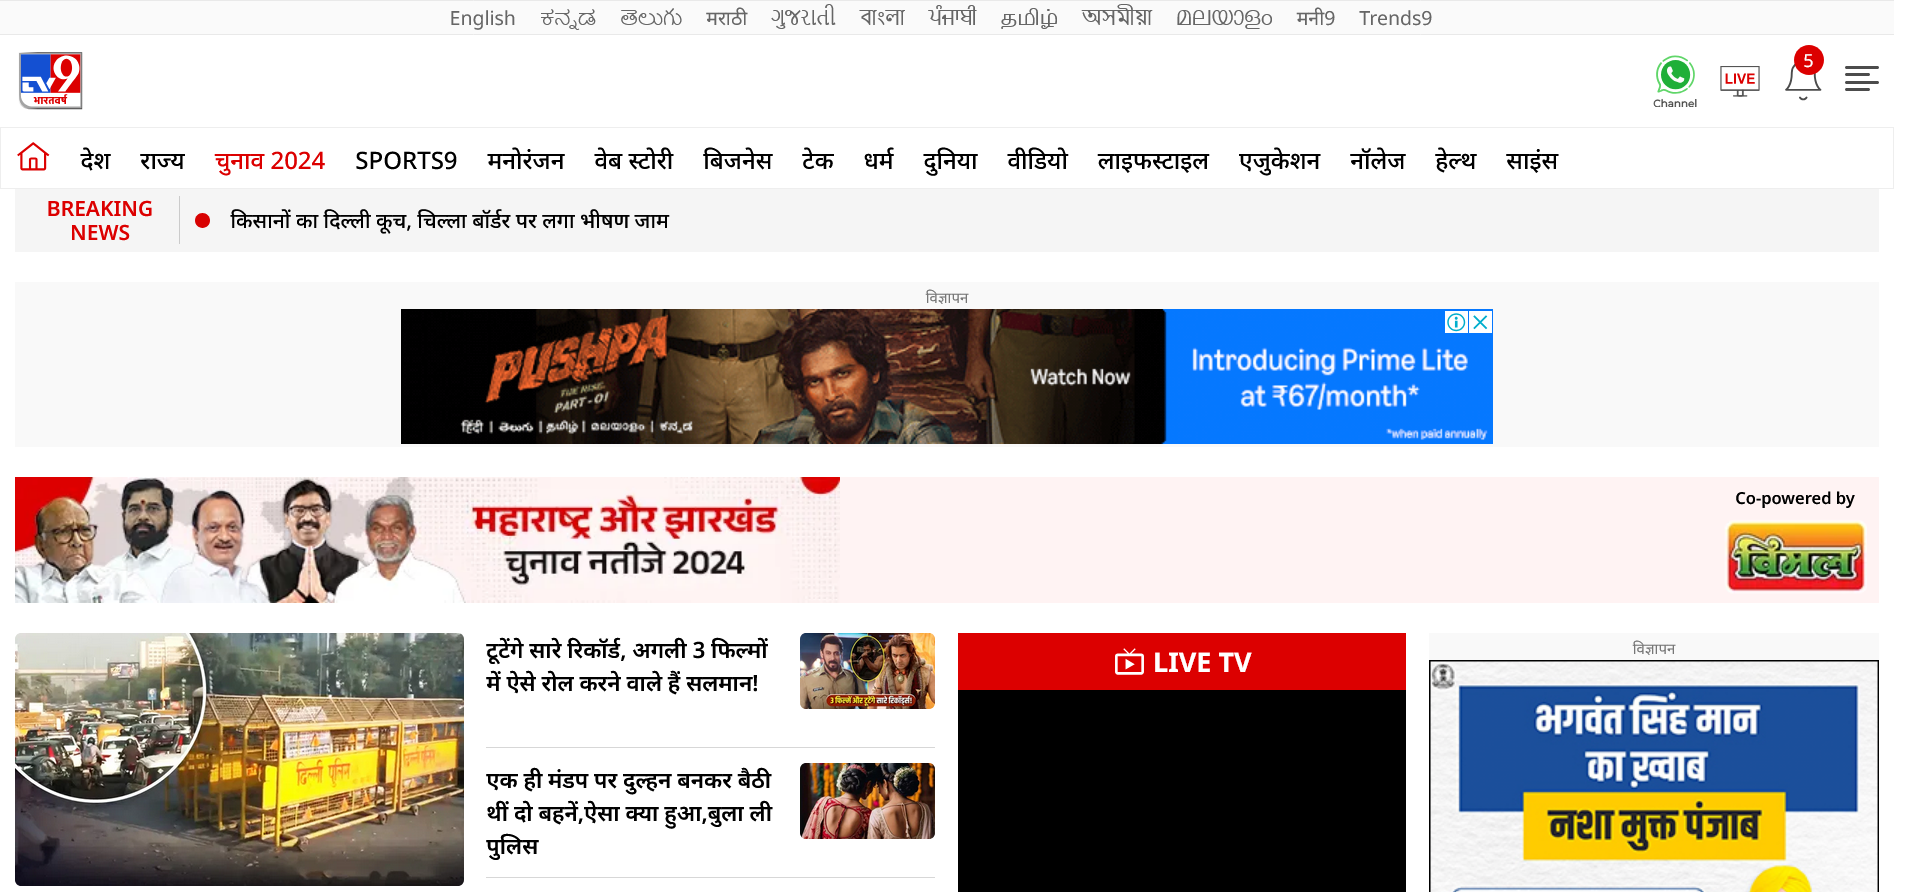 English ಕನ್ನಡ తెలుగు मराठी ગુજરાતી বাংলা ਪੰਜਾਬੀ தமிழ் অসমীয়া മലയാളം मनी9 Trends9
TV9
भारतवर्ष
Channel
LIVE
5
देश राज्य चुनाव 2024 SPORTS9 मनोरंजन वेब स्टोरी बिजनेस टेक धर्म दुनिया वीडियो लाइफस्टाइल एजुकेशन नॉलेज हेल्थ साइंस
BREAKING
NEWS
किसानों का दिल्ली कूच, चिल्ला बॉर्डर पर लगा भीषण जाम
विज्ञापन
PUSHPA
THE RISE
PART-01
हिंदी | తెలుగు | தமிழ் | മലയാളം | ಕನ್ನಡ
Watch Now
Introducing Prime Lite
at ₹67/month*
*when paid annually
महाराष्ट्र और झारखंड
चुनाव नतीजे 2024
Co-powered by
विमल
दिल्ली पुलिस
टूटेंगे सारे रिकॉर्ड, अगली 3 फिल्मों
में ऐसे रोल करने वाले हैं सलमान!
3 फिल्में और टूटेंगे सारे रिकॉर्ड्स!
एक ही मंडप पर दुल्हन बनकर बैठी
थीं दो बहनें,ऐसा क्या हुआ,बुला ली
पुलिस
LIVE TV
विज्ञापन
भगवंत सिंह मान
का ख़्वाब
नशा मुक्त पंजाब